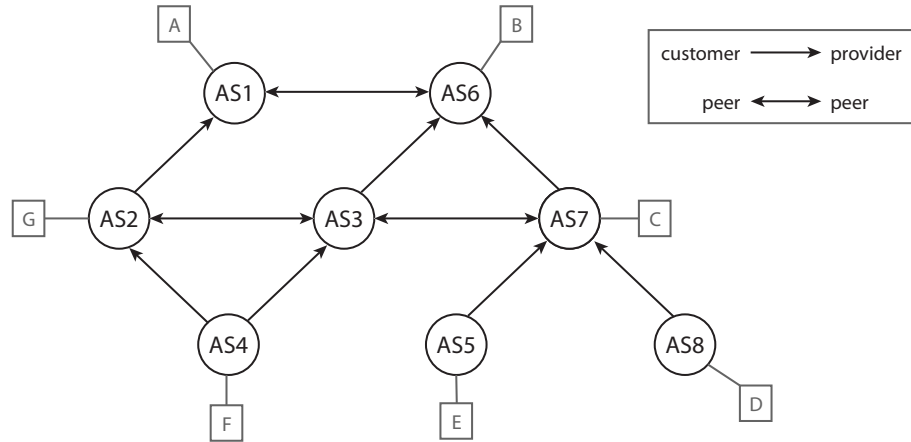 A
B
customer provider
AS1
AS6
peer peer
G
AS2
AS3
AS7
C
AS4
AS5
AS8
F
E
D